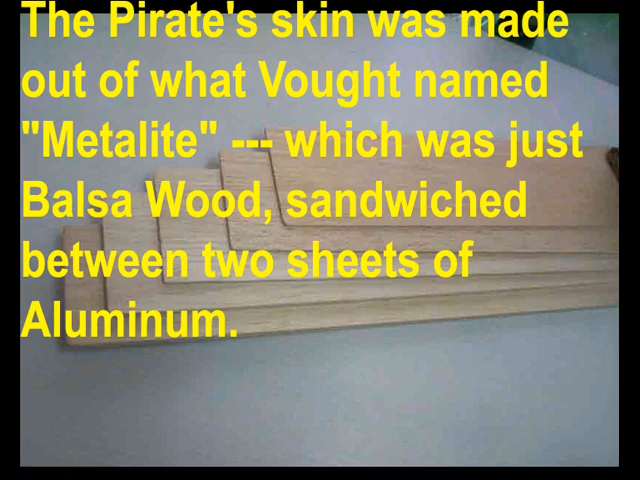 The Pirate's skin was made
out of what Vought named
"Metalite" --- which was just
Balsa Wood, sandwiched
between two sheets of
Aluminum.